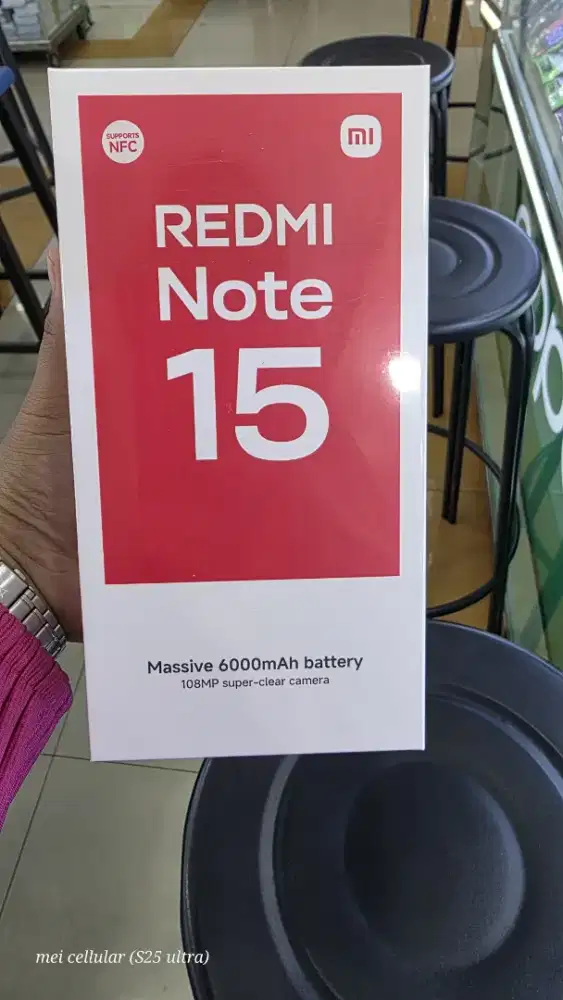 SUPPORTS
NFC
mi
REDMI
Note
15
Massive 6000mAh battery
108MP super-clear camera
mei cellular (S25 ultra)